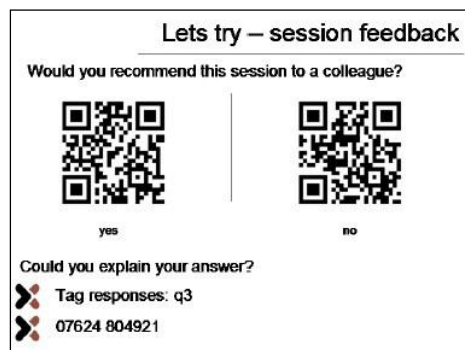 Lets try – session feedback
Would you recommend this session to a colleague?
yes
no
Could you explain your answer?
Tag responses: q3
07624 804921